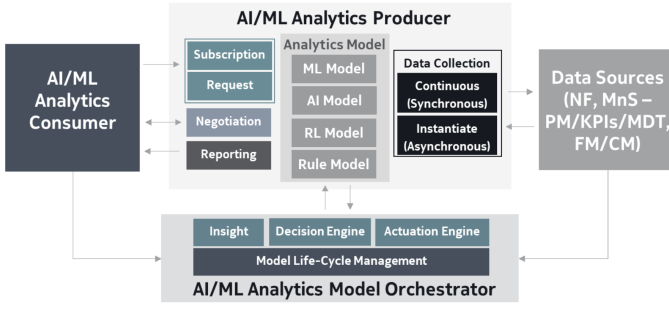 AI/ML Analytics Producer
AI/ML
Analytics
Consumer
Subscription
Request
Negotiation
Reporting
Analytics Model
ML Model
AI Model
RL Model
Rule Model
Data Collection
Continuous
(Synchronous)
Instantiate
(Asynchronous)
Data Sources
(NF, MnS –
PM/KPIs/MDT,
FM/CM)
Insight
Decision Engine
Actuation Engine
Model Life-Cycle Management
AI/ML Analytics Model Orchestrator